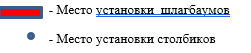 - Место установки шлагбаумов
- Место установки столбиков